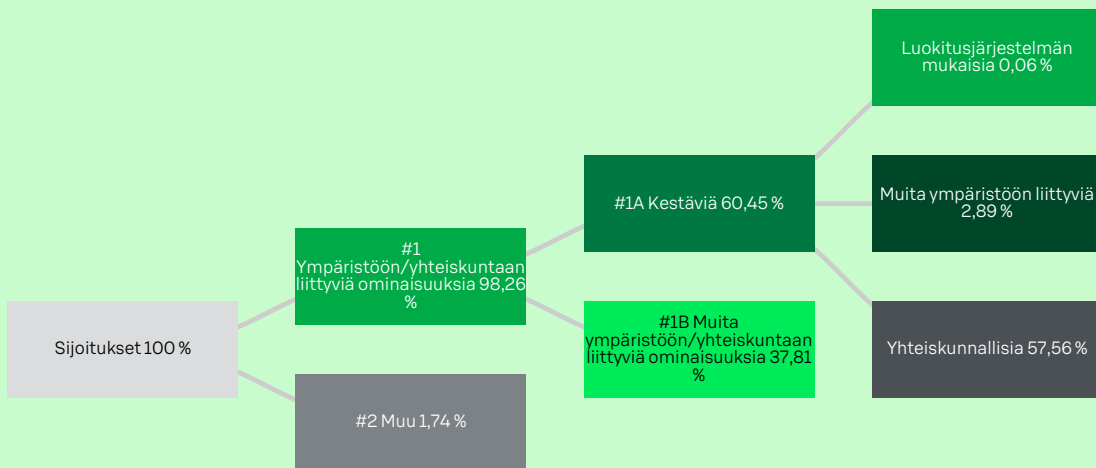 Sijoitukset 100 %
#1
Ympäristöön/yhteiskuntaan
liittyviä ominaisuuksia 98,26
%
#2 Muu 1,74 %
#1A Kestäviä 60,45 %
#1B Muita
ympäristöön/yhteiskuntaan
liittyviä ominaisuuksia 37,81
%
Luokitusjärjestelmän
mukaisia 0,06 %
Muita ympäristöön liittyviä
2,89 %
Yhteiskunnallisia 57,56 %